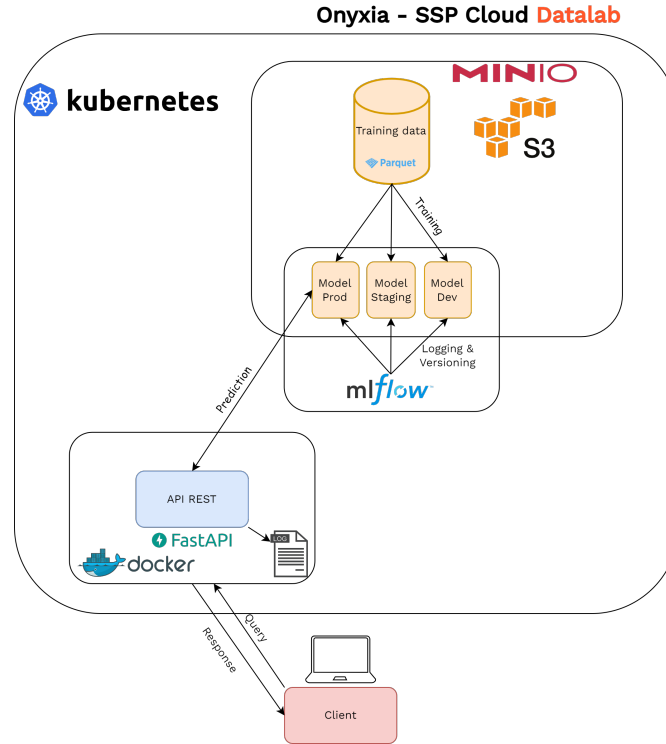 Onyxia - SSP Cloud Datalab
MINIO
kubernetes
Training data
S3
Parquet
Training
Model
Prod
Model
Staging
Model
Dev
Logging &
Versioning
mlflow™
Prediction
API REST
FastAPI
LOG
docker
Query
Response
Client